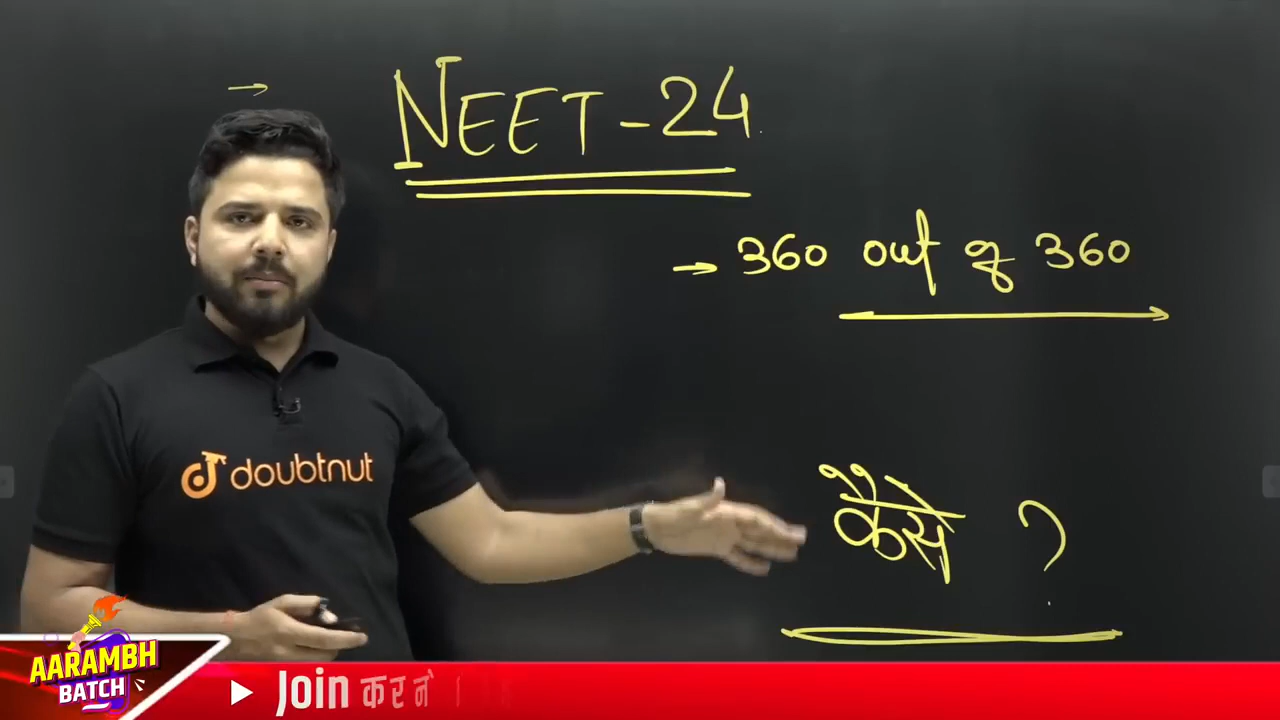 → NEET-24
→ 360 out of 360
कैसे ?
doubtnut
AARAMBH
BATCH
Join करने